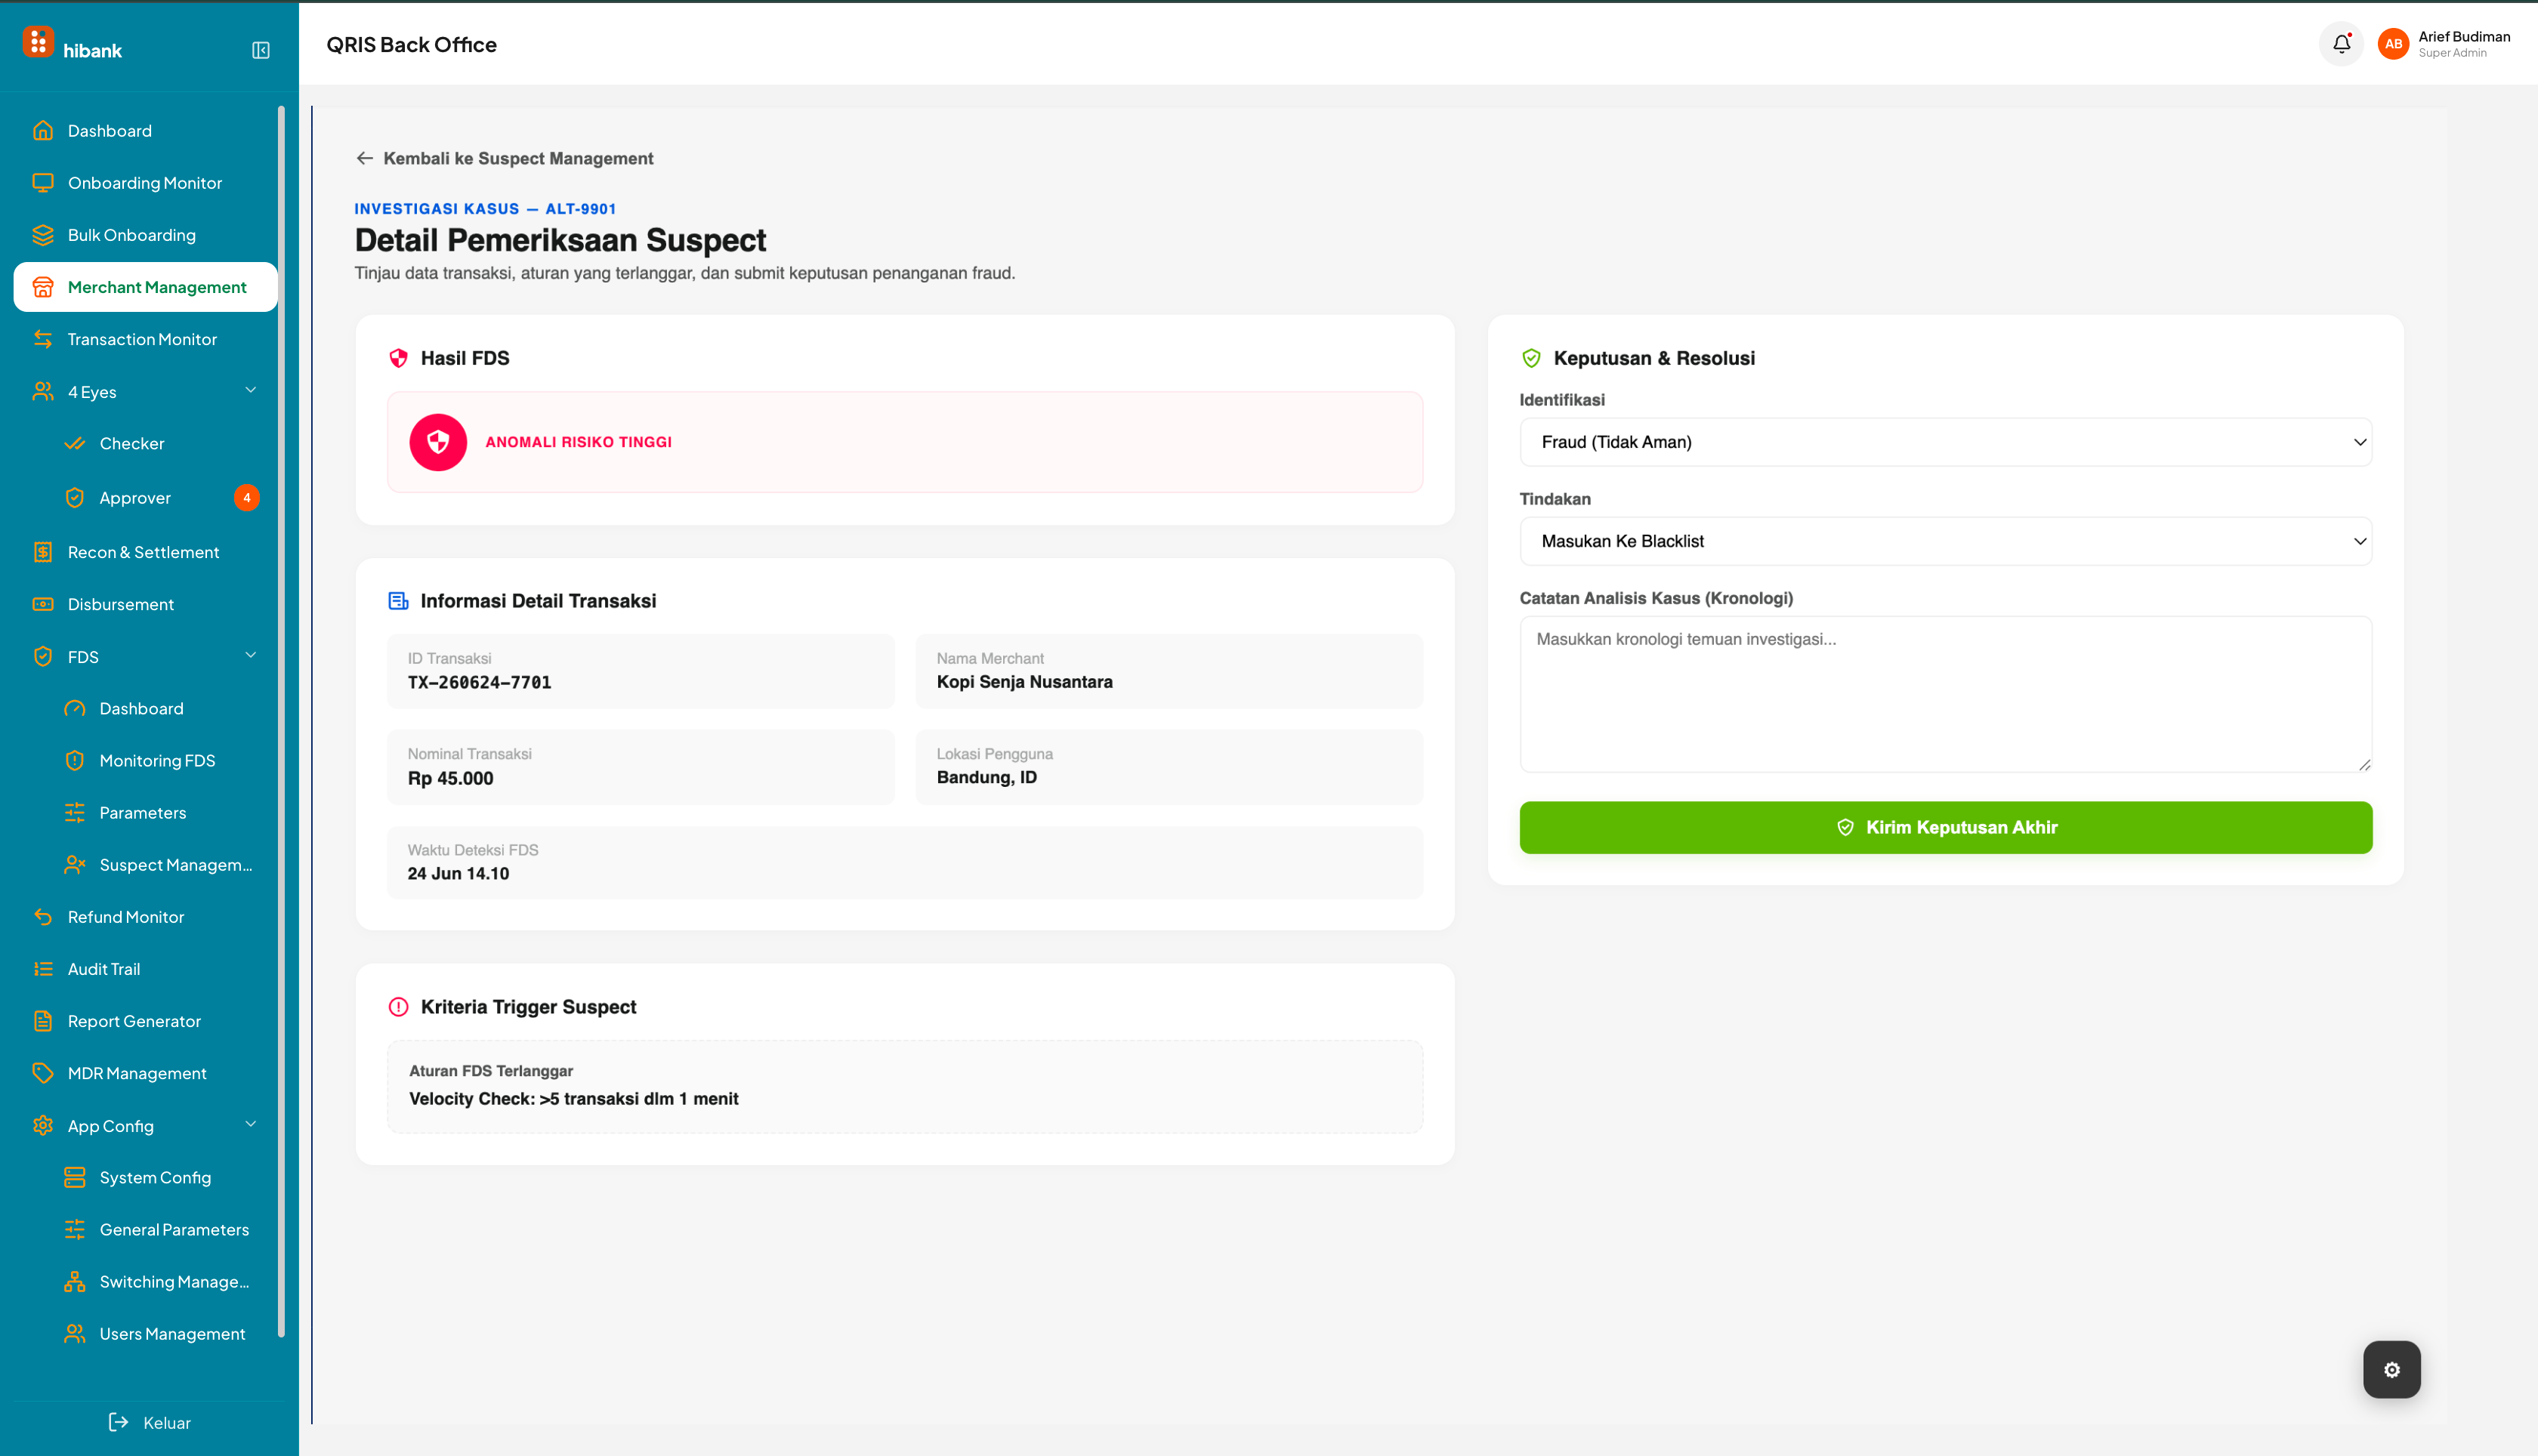 hibank
QRIS Back Office
AB
Arief Budiman
Super Admin
Dashboard
Onboarding Monitor
Bulk Onboarding
Merchant Management
Transaction Monitor
4 Eyes
Checker
Approver
4
Recon & Settlement
Disbursement
FDS
Dashboard
Monitoring FDS
Parameters
Suspect Managem...
Refund Monitor
Audit Trail
Report Generator
MDR Management
App Config
System Config
General Parameters
Switching Manage...
Users Management
Keluar
Kembali ke Suspect Management
INVESTIGASI KASUS — ALT-9901
Detail Pemeriksaan Suspect
Tinjau data transaksi, aturan yang terlanggar, dan submit keputusan penanganan fraud.
Hasil FDS
ANOMALI RISIKO TINGGI
Informasi Detail Transaksi
ID Transaksi
TX-260624-7701
Nama Merchant
Kopi Senja Nusantara
Nominal Transaksi
Rp 45.000
Lokasi Pengguna
Bandung, ID
Waktu Deteksi FDS
24 Jun 14.10
Kriteria Trigger Suspect
Aturan FDS Terlanggar
Velocity Check: >5 transaksi dlm 1 menit
Keputusan & Resolusi
Identifikasi
Fraud (Tidak Aman)
Tindakan
Masukan Ke Blacklist
Catatan Analisis Kasus (Kronologi)
Masukkan kronologi temuan investigasi...
Kirim Keputusan Akhir